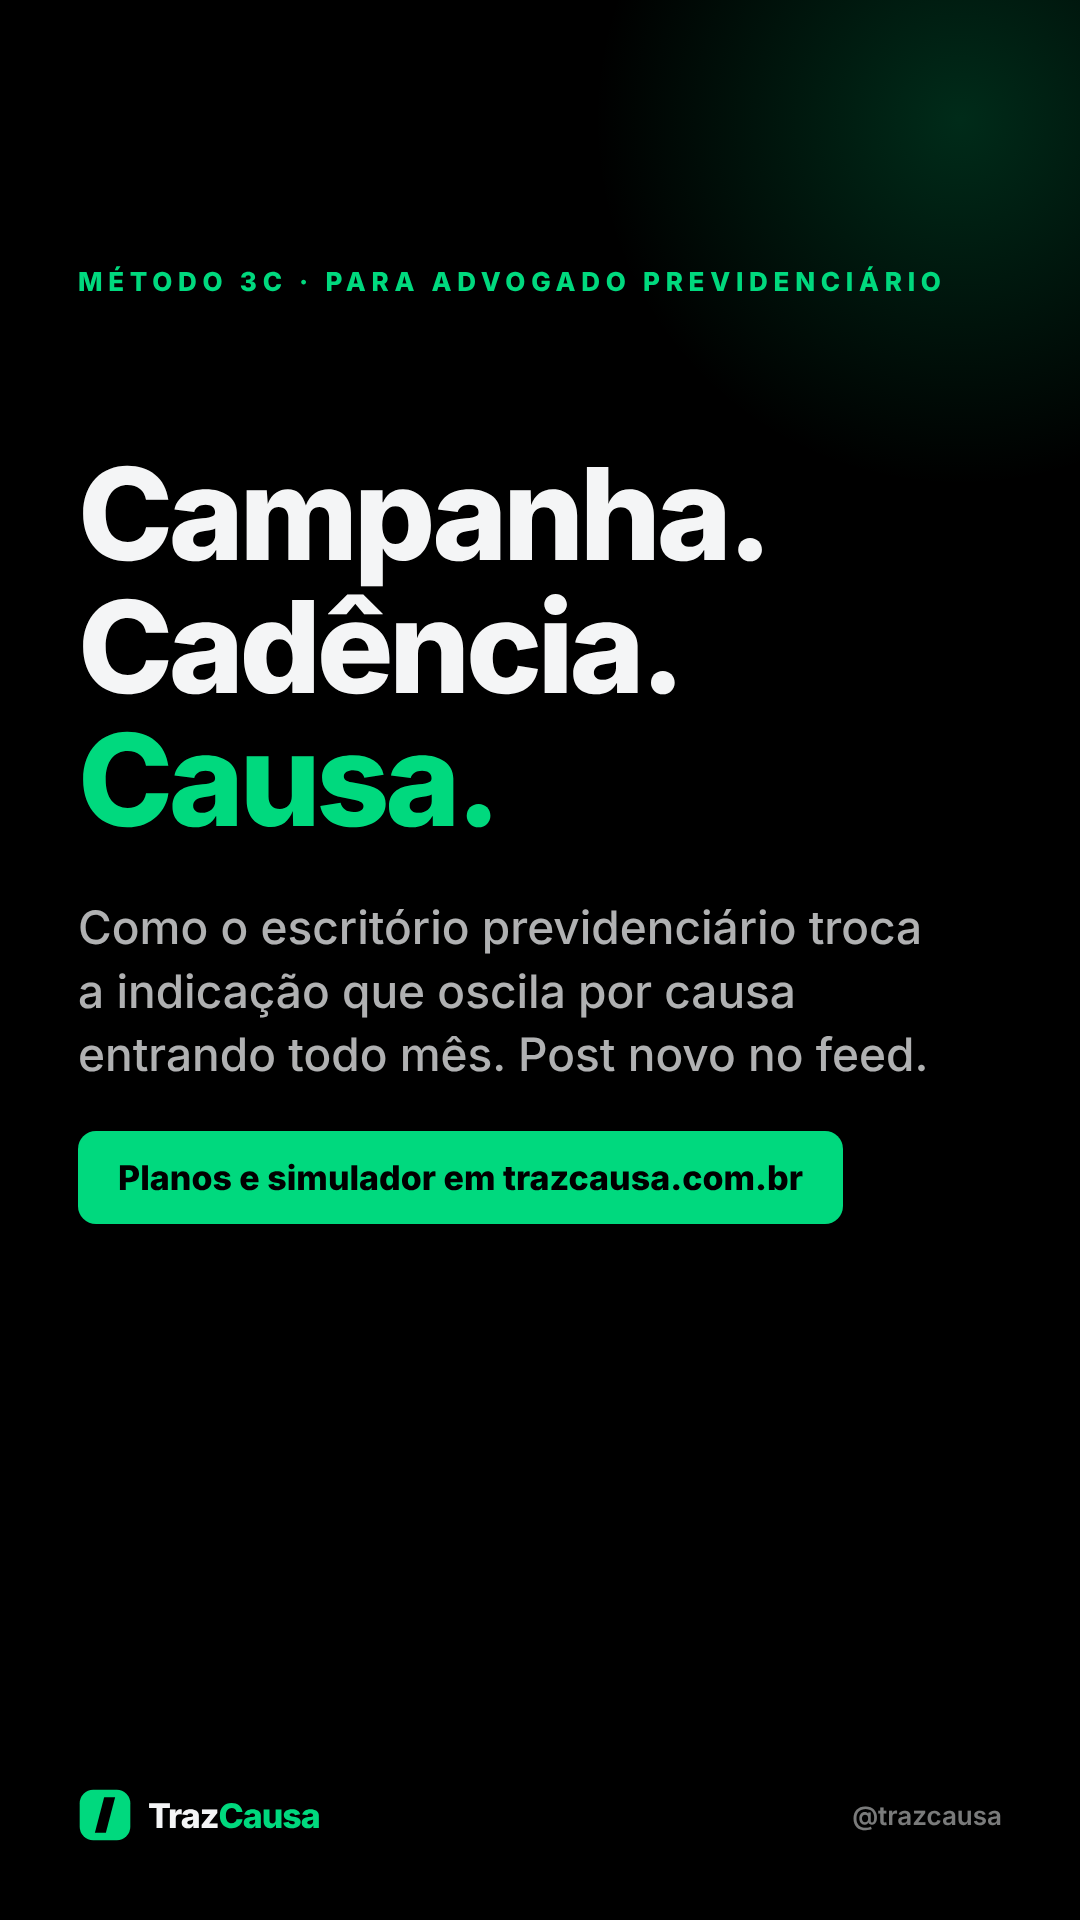 MÉTODO 3C · PARA ADVOGADO PREVIDENCIÁRIO
Campanha.
Cadência.
Causa.
Como o escritório previdenciário troca
a indicação que oscila por causa
entrando todo mês. Post novo no feed.
Planos e simulador em trazcausa.com.br
TrazCausa
@trazcausa